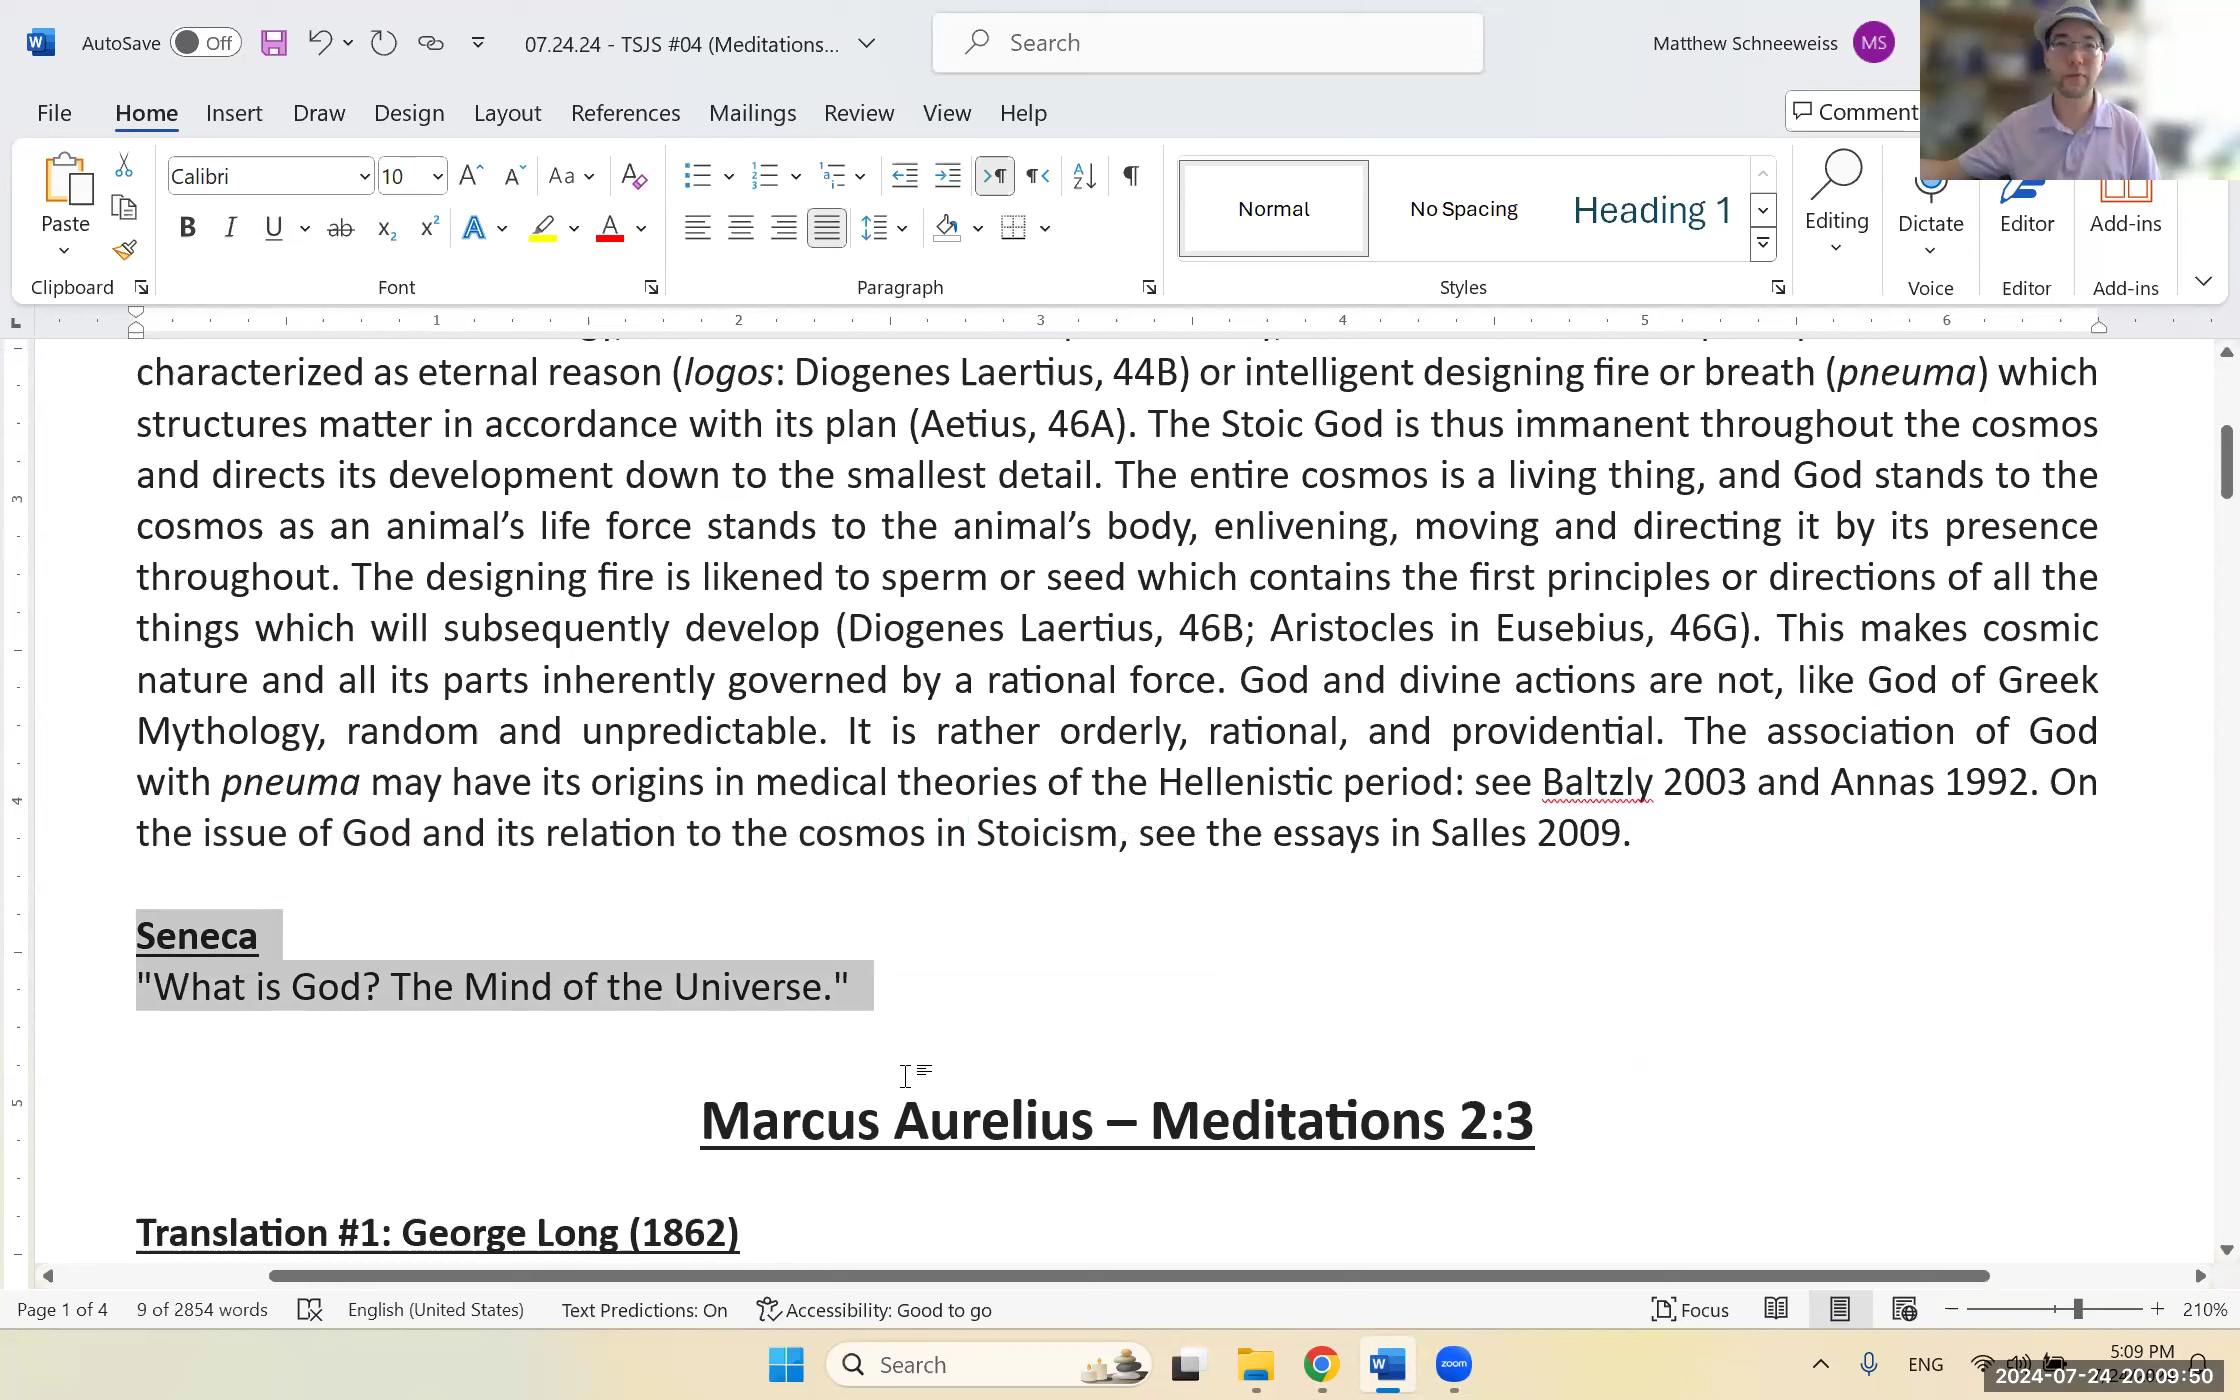 AutoSave Off 07.24.24 - TSJS #04 (Meditations... Search Matthew Schneeweiss MS
File Home Insert Draw Design Layout References Mailings Review View Help Comment
Paste Calibri 10 Aa Normal No Spacing Heading 1 Editing Dictate Editor Add-ins
Clipboard Font Paragraph Styles Voice Editor Add-ins
1 2 3 4 5 6
characterized as eternal reason (logos: Diogenes Laertius, 44B) or intelligent designing fire or breath (pneuma) which
structures matter in accordance with its plan (Aetius, 46A). The Stoic God is thus immanent throughout the cosmos
and directs its development down to the smallest detail. The entire cosmos is a living thing, and God stands to the
cosmos as an animal’s life force stands to the animal’s body, enlivening, moving and directing it by its presence
throughout. The designing fire is likened to sperm or seed which contains the first principles or directions of all the
things which will subsequently develop (Diogenes Laertius, 46B; Aristocles in Eusebius, 46G). This makes cosmic
nature and all its parts inherently governed by a rational force. God and divine actions are not, like God of Greek
Mythology, random and unpredictable. It is rather orderly, rational, and providential. The association of God
with pneuma may have its origins in medical theories of the Hellenistic period: see Baltzly 2003 and Annas 1992. On
the issue of God and its relation to the cosmos in Stoicism, see the essays in Salles 2009.
Seneca
"What is God? The Mind of the Universe."
Marcus Aurelius – Meditations 2:3
Translation #1: George Long (1862)
Page 1 of 4 9 of 2854 words English (United States) Text Predictions: On Accessibility: Good to go Focus 210%
Search zoom ENG 5:09 PM
2024-07-24 20:09:50